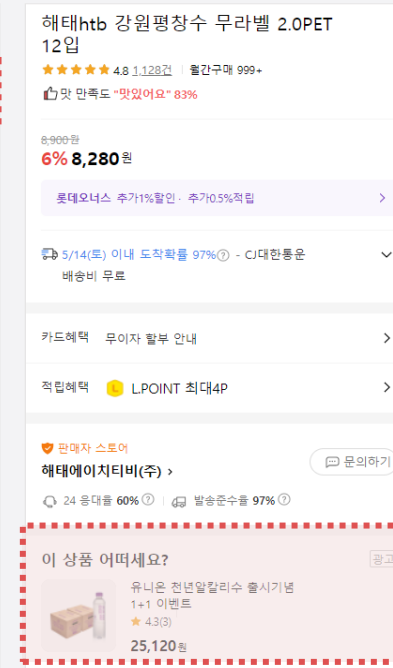 해태htb 강원평창수 무라벨 2.0PET
12입
4.8 1,128건 월간구매 999+
맛 만족도 "맛있어요" 83%
8,900원
6% 8,280원
롯데오너스 추가1%할인 · 추가0.5%적립
5/14(토) 이내 도착확률 97% - CJ대한통운
배송비 무료
카드혜택 무이자 할부 안내
적립혜택 L L.POINT 최대4P
판매자 스토어
해태에이치티비(주)
문의하기
24 응대율 60% 발송준수율 97%
이 상품 어떠세요?
광고
유니온 천년알칼리수 출시기념
1+1 이벤트
4.3(3)
25,120원